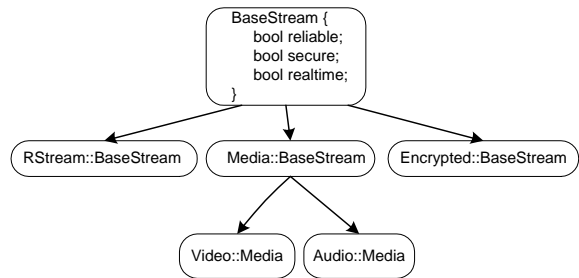 BaseStream {
bool reliable;
bool secure;
bool realtime;
}
RStream::BaseStream
Media::BaseStream
Encrypted::BaseStream
Video::Media
Audio::Media